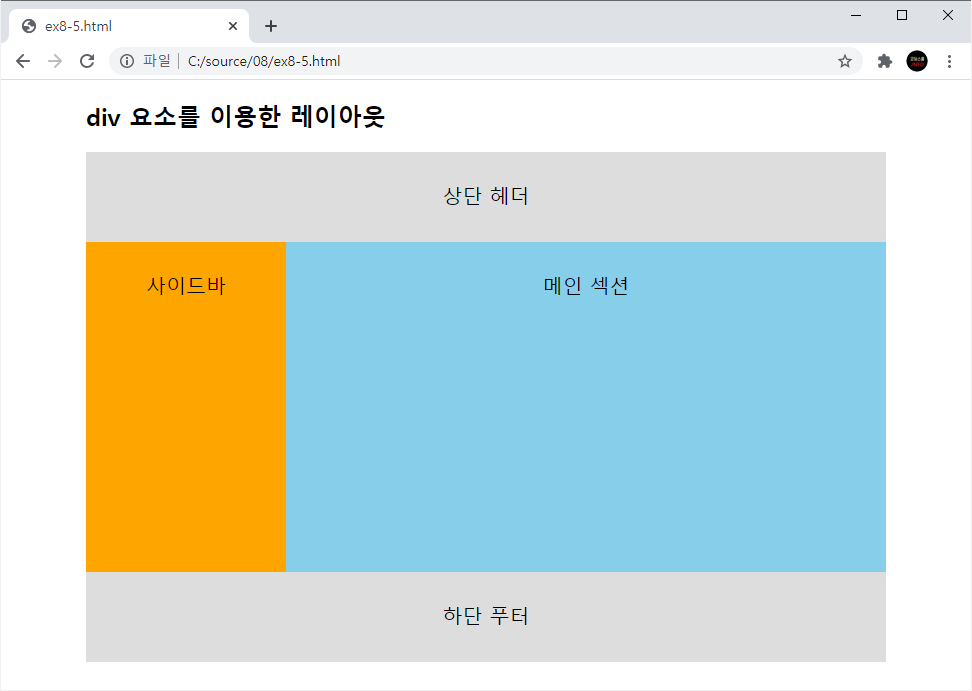 ex8-5.html
파일 C:/source/08/ex8-5.html
div 요소를 이용한 레이아웃
상단 헤더
사이드바 메인 섹션
하단 푸터